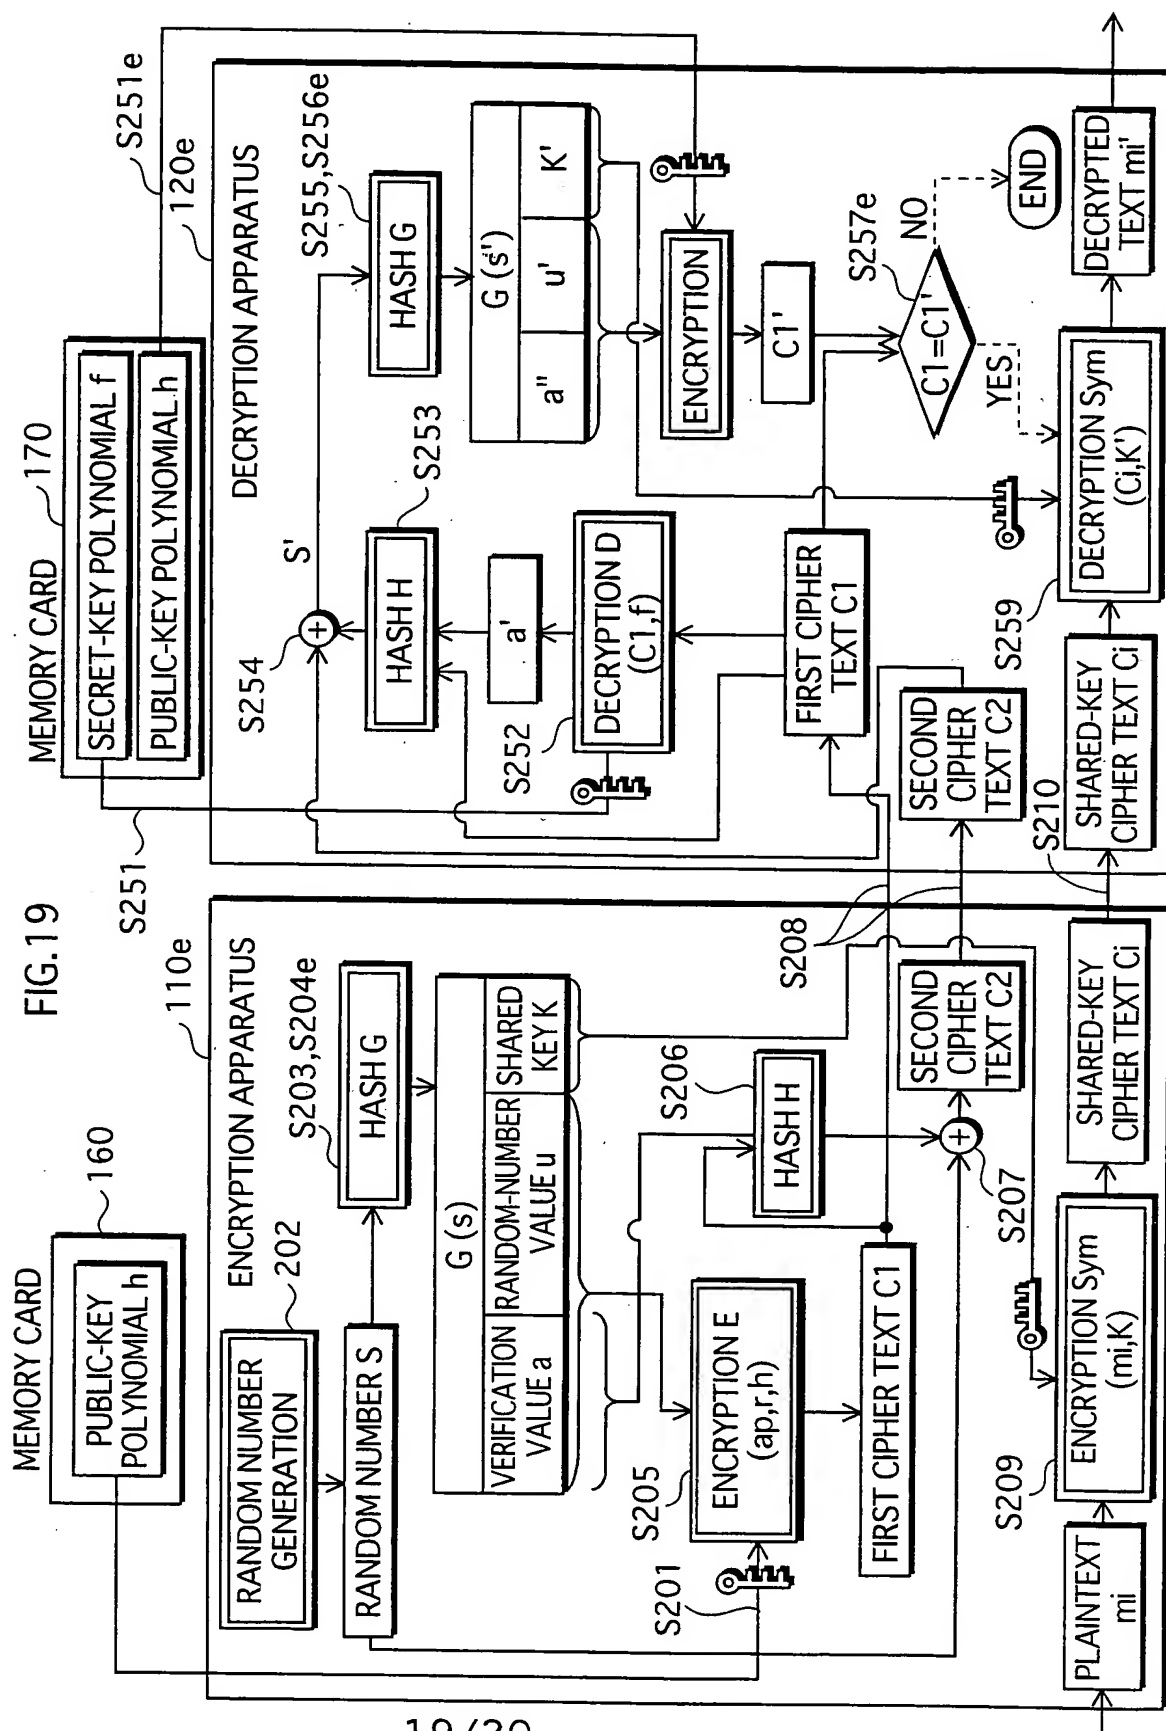 FIG.19
MEMORY CARD
160
PUBLIC-KEY
POLYNOMIAL h
110e
ENCRYPTION APPARATUS
RANDOM NUMBER
GENERATION
202
RANDOM NUMBER S
S203,S204e
HASH G
G (s)
VERIFICATION
VALUE a
RANDOM-NUMBER
VALUE u
SHARED
KEY K
S201
S205
ENCRYPTION E
(ap,r,h)
S206
HASH H
FIRST CIPHER TEXT C1
S207
SECOND
CIPHER
TEXT C2
S208
PLAINTEXT
mi
S209
ENCRYPTION Sym
(mi,K)
SHARED-KEY
CIPHER TEXT Ci
S210
MEMORY CARD
170
SECRET-KEY POLYNOMIAL f
PUBLIC-KEY POLYNOMIAL h
S251
S251e
120e
DECRYPTION APPARATUS
S254
+
S'
S255,S256e
HASH G
HASH H
S253
G (s')
a''
u'
K'
a'
S252
DECRYPTION D
(C1,f)
ENCRYPTION
C1'
FIRST CIPHER
TEXT C1
S257e
C1=C1'
NO
YES
END
SECOND
CIPHER
TEXT C2
+
SHARED-KEY
CIPHER TEXT Ci
S259
DECRYPTION Sym
(Ci,K')
DECRYPTED
TEXT mi'